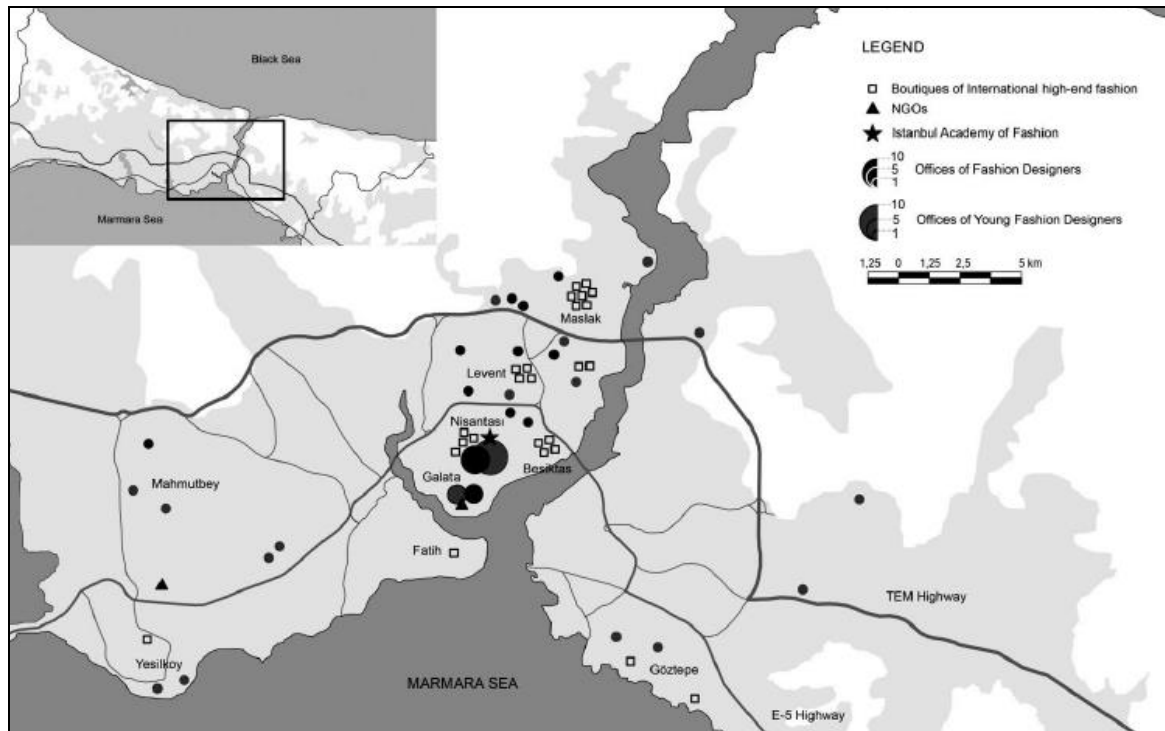 Black Sea
Marmara Sea
LEGEND
Boutiques of International high-end fashion
NGOs
Istanbul Academy of Fashion
10
5
1
Offices of Fashion Designers
10
5
1
Offices of Young Fashion Designers
1,25 0 1,25 2,5 5 km
Maslak
Levent
Nisantası
Besiktas
Galata
Mahmutbey
Fatih
TEM Highway
Yesilkoy
Göztepe
MARMARA SEA
E-5 Highway